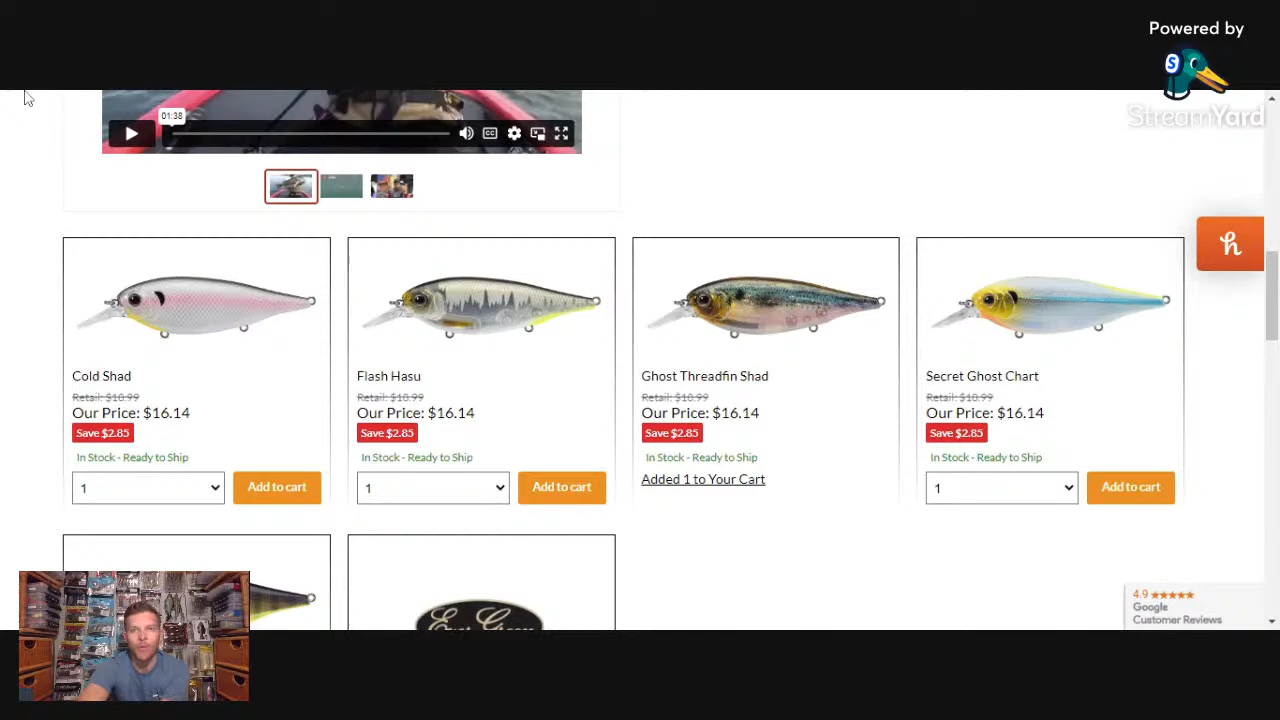 Powered by
StreamYard
01:38
CC
Cold Shad
Retail: $18.99
Our Price: $16.14
Save $2.85
In Stock - Ready to Ship
1
Add to cart
Flash Hasu
Retail: $18.99
Our Price: $16.14
Save $2.85
In Stock - Ready to Ship
1
Add to cart
Ghost Threadfin Shad
Retail: $18.99
Our Price: $16.14
Save $2.85
In Stock - Ready to Ship
Added 1 to Your Cart
Secret Ghost Chart
Retail: $18.99
Our Price: $16.14
Save $2.85
In Stock - Ready to Ship
1
Add to cart
4.9 ★★★★★
Google
Customer Reviews